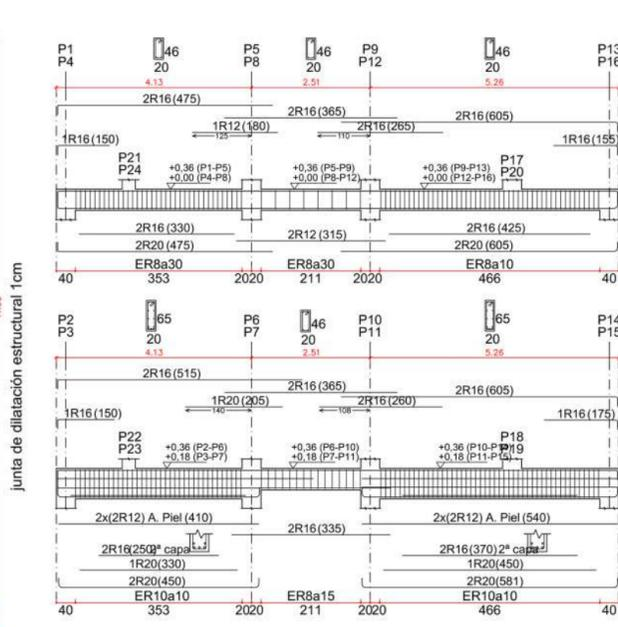 46 46 46
P1 P5 P9 P13
P4 P8 P12 P16
20 20 20
4.13 2.51 5.26
2R16(475)
2R16(365)
2R16(605)
1R12(180) 2R16(265)
125 110
1R16(150) 1R16(155)
P21 P17
P24 P20
+0,36 (P1-P5) +0,36 (P5-P9) +0,36 (P9-P13)
+0,00 (P4-P8) +0,00 (P8-P12) +0,00 (P12-P16)
2R16(330) 2R16(425)
2R12(315)
2R20(475) 2R20(605)
ER8a30 ER8a30 ER8a10
40 353 2020 211 2020 466 40
junta de dilatación estructural 1cm
65 46 65
P2 P6 P10 P14
P3 P7 P11 P15
20 20 20
4.13 2.51 5.26
2R16(515)
2R16(365)
2R16(605)
1R20(205) 2R16(260)
140 108
1R16(150) 1R16(175)
P22 P18
P23 P19
+0,36 (P2-P6) +0,36 (P6-P10) +0,36 (P10-P14)
+0,18 (P3-P7) +0,18 (P7-P11) +0,18 (P11-P15)
2x(2R12) A. Piel (410) 2x(2R12) A. Piel (540)
2R16(335)
2R16(250)2ª capa 2R16(370)2ª capa
1R20(330) 1R20(450)
2R20(450) 2R20(581)
ER10a10 ER8a15 ER10a10
40 353 2020 211 2020 466 40